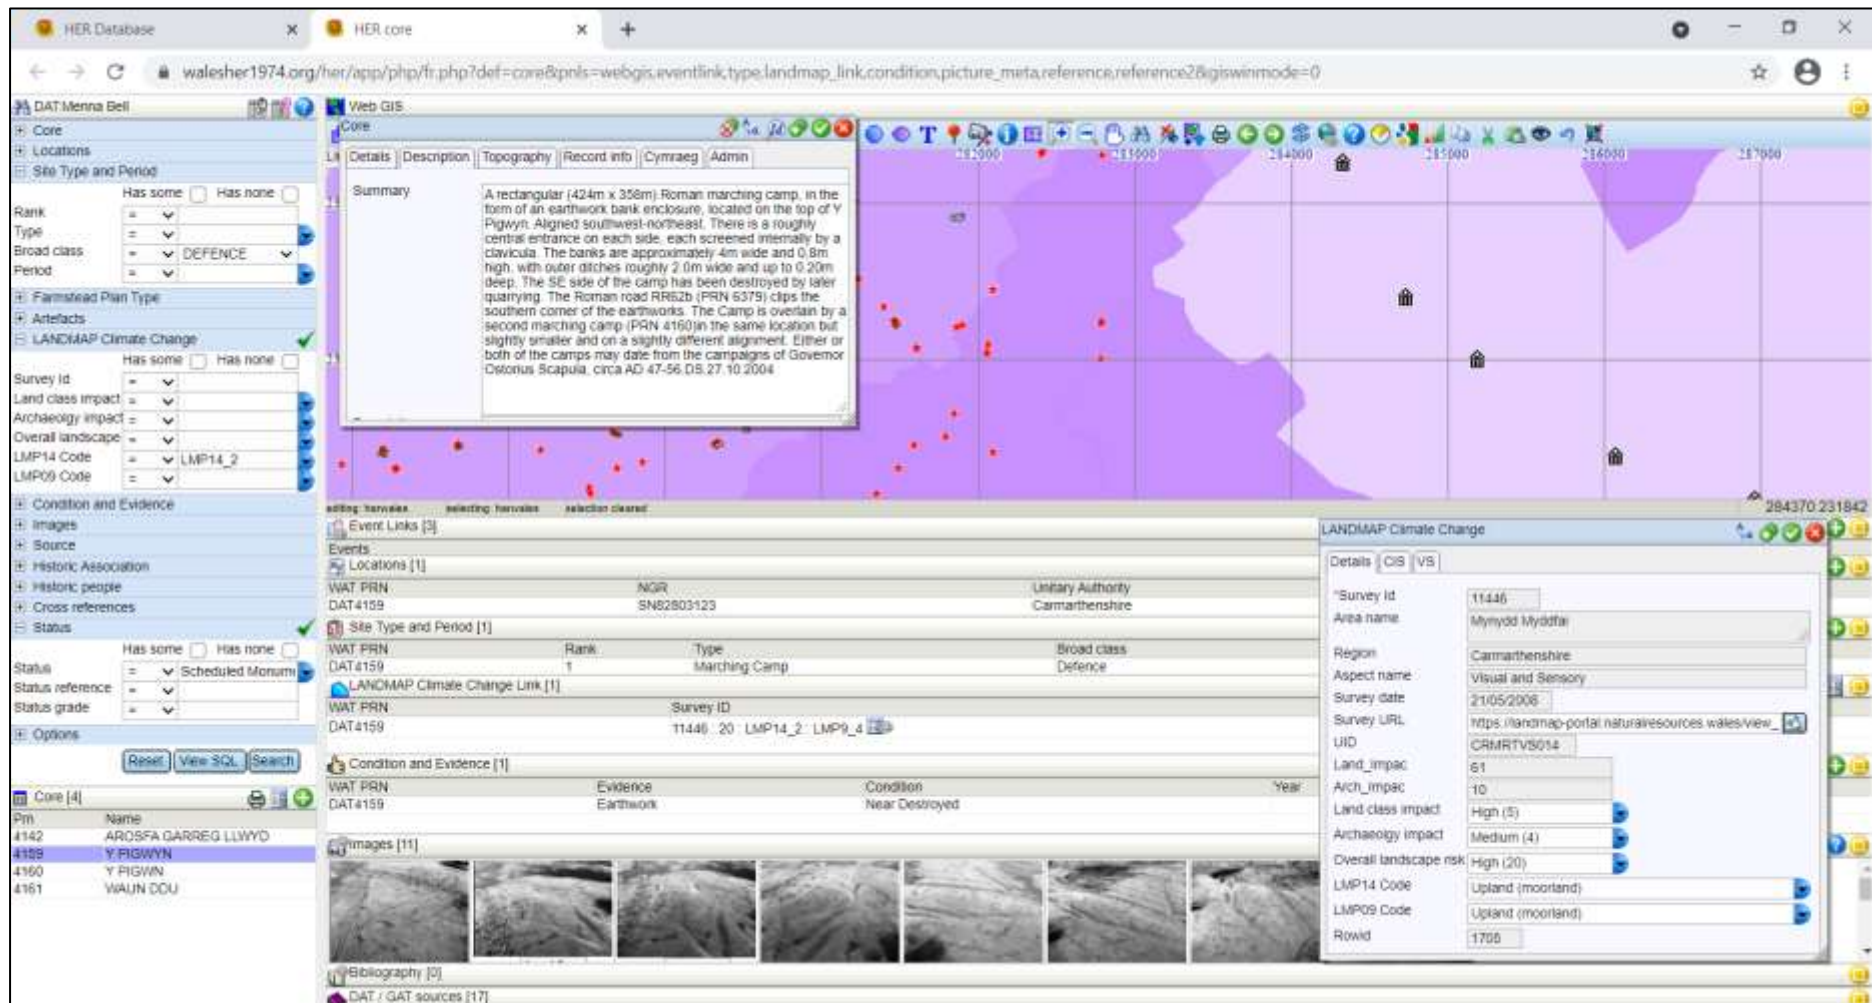 HER Database
HER core
walesher1974.org/her/app/php/fr.php?def=core&pnls=webgis,eventlink,type,landmap_link,condition,picture_meta,reference,reference2&giswinmode=0
DAT Menna Bell
Core
Locations
Site Type and Period
Has some Has none
Rank =
Type =
Broad class = DEFENCE
Period =
Farmstead Plan Type
Artefacts
LANDMAP Climate Change
Has some Has none
Survey Id =
Land class impact =
Archaeolgy impact =
Overall landscape =
LMP14 Code = LMP14_2
LMP09 Code =
Condition and Evidence
Images
Source
Historic Association
Historic people
Cross references
Status
Has some Has none
Status = Scheduled Monum
Status reference =
Status grade =
Options
Reset View SQL Search
Core [4]
Prn Name
4142 AROSFA GARREG LLWYD
4159 Y PIGWYN
4160 Y PIGWN
4161 WAUN DDU
Web GIS
Core
Details Description Topography Record info Cymraeg Admin
Summary
A rectangular (424m x 358m) Roman marching camp, in the
form of an earthwork bank enclosure, located on the top of Y
Pigwyn. Aligned southwest-northeast. There is a roughly
central entrance on each side, each screened internally by a
clavicula. The banks are approximately 4m wide and 0.8m
high, with outer ditches roughly 2.0m wide and up to 0.20m
deep. The SE side of the camp has been destroyed by later
quarrying. The Roman road RR62b (PRN 6379) clips the
southern corner of the earthworks. The Camp is overlain by a
second marching camp (PRN 4160)in the same location but
slightly smaller and on a slightly different alignment. Either or
both of the camps may date from the campaigns of Governor
Ostorius Scapula, circa AD 47-56.DS.27.10.2004
282000 283000 284000 285000 286000 287000
editing: herwales selecting: herwales selection cleared
284370 231842
Event Links [3]
Events
Locations [1]
WAT PRN NGR Unitary Authority
DAT4159 SN82803123 Carmarthenshire
Site Type and Period [1]
WAT PRN Rank Type Broad class
DAT4159 1 Marching Camp Defence
LANDMAP Climate Change Link [1]
WAT PRN Survey ID
DAT4159 11446 : 20 : LMP14_2 : LMP9_4
Condition and Evidence [1]
WAT PRN Evidence Condition Year
DAT4159 Earthwork Near Destroyed
Images [11]
Bibliography [0]
DAT / GAT sources [17]
LANDMAP Climate Change
Details CIS VS
*Survey Id 11446
Area name Mynydd Myddfai
Region Carmarthenshire
Aspect name Visual and Sensory
Survey date 21/05/2006
Survey URL https://landmap-portal.naturalresources.wales/view_
UID CRMRTVS014
Land_impac 61
Arch_impac 10
Land class impact High (5)
Archaeolgy impact Medium (4)
Overall landscape risk High (20)
LMP14 Code Upland (moorland)
LMP09 Code Upland (moorland)
Rowid 1705